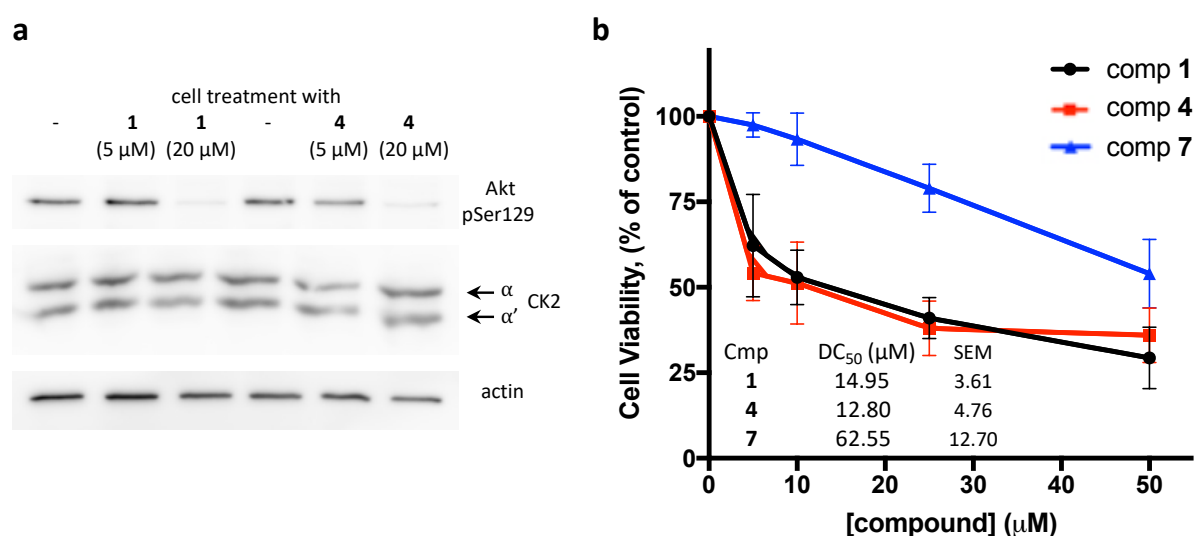 a
cell treatment with
- 1 1 - 4 4
(5 μM) (20 μM) (5 μM) (20 μM)
Akt
pSer129
α
CK2
α’
actin
b
comp 1
comp 4
comp 7
Cell Viability, (% of control)
100
75
50
25
0
Cmp DC₅₀ (μM) SEM
1 14.95 3.61
4 12.80 4.76
7 62.55 12.70
0 10 20 30 40 50
[compound] (μM)